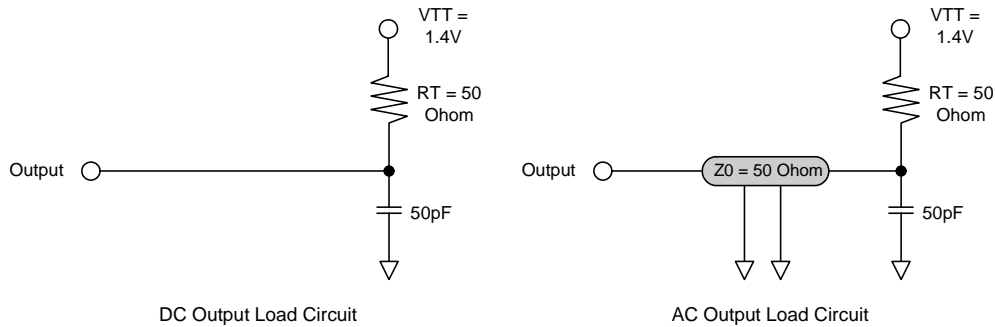 VTT =
1.4V
RT = 50
Ohom
Output
50pF
DC Output Load Circuit
VTT =
1.4V
RT = 50
Ohom
Output
Z0 = 50 Ohom
50pF
AC Output Load Circuit